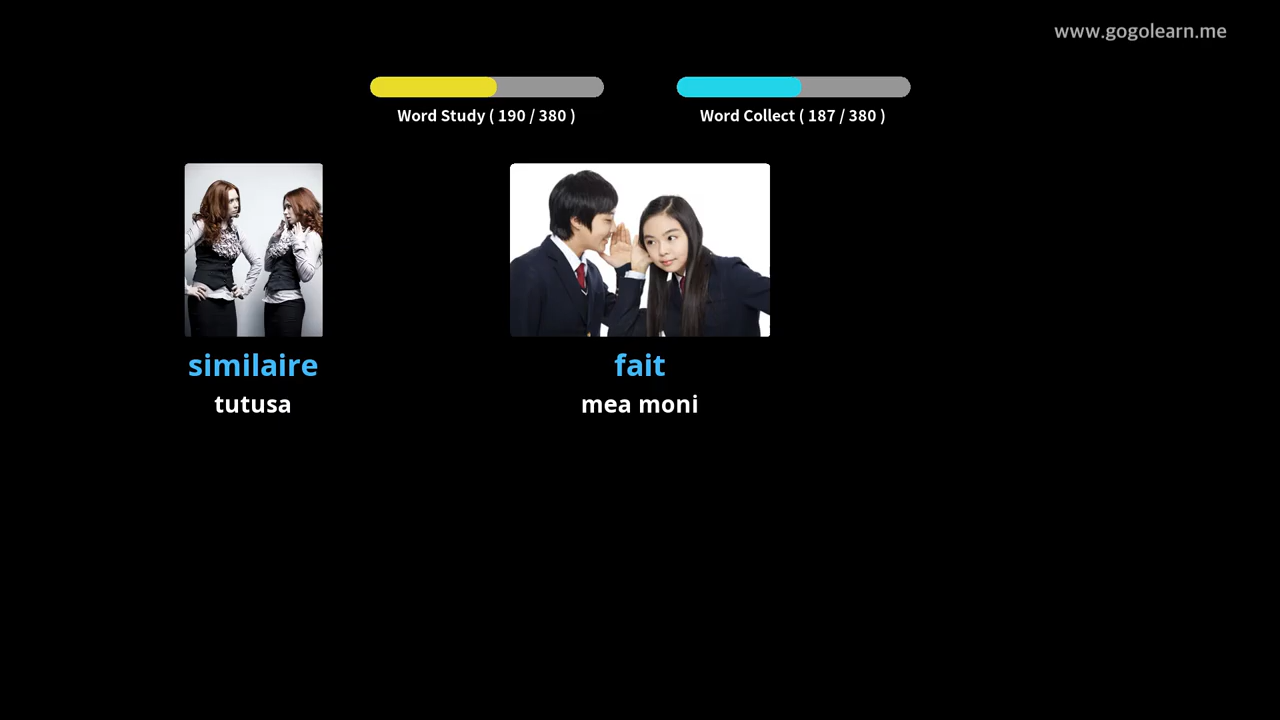 www.gogolearn.me
Word Study ( 190 / 380 )
Word Collect ( 187 / 380 )
similaire
tutusa
fait
mea moni